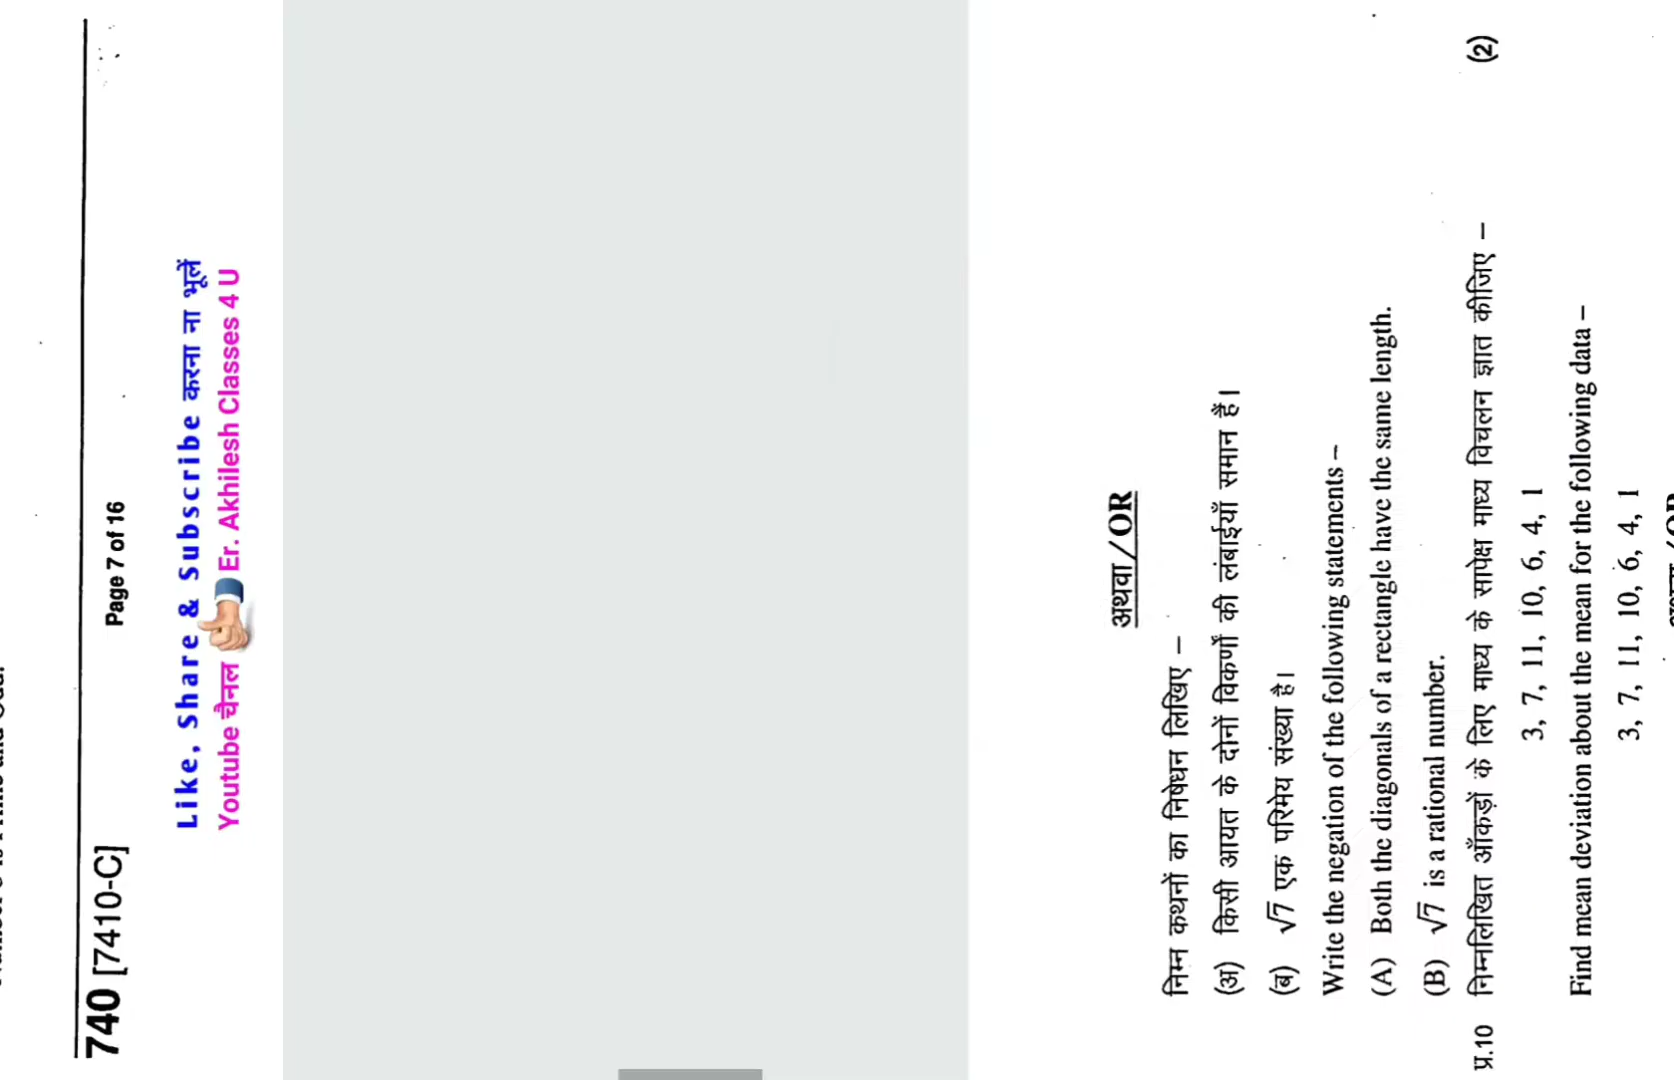 740 [7410-C]
Page 7 of 16
Like, Share & Subscribe करना ना भूलें
Youtube चैनल Er. Akhilesh Classes 4 U
अथवा/OR
निम्न कथनों का निषेधन लिखिए –
(अ) किसी आयत के दोनों विकर्णों की लंबाईयाँ समान हैं।
(ब) √7 एक परिमेय संख्या है।
Write the negation of the following statements –
(A) Both the diagonals of a rectangle have the same length.
(B) √7 is a rational number.
प्र.10 निम्नलिखित आँकड़ों के लिए माध्य के सापेक्ष माध्य विचलन ज्ञात कीजिए – (2)
3, 7, 11, 10, 6, 4, 1
Find mean deviation about the mean for the following data –
3, 7, 11, 10, 6, 4, 1